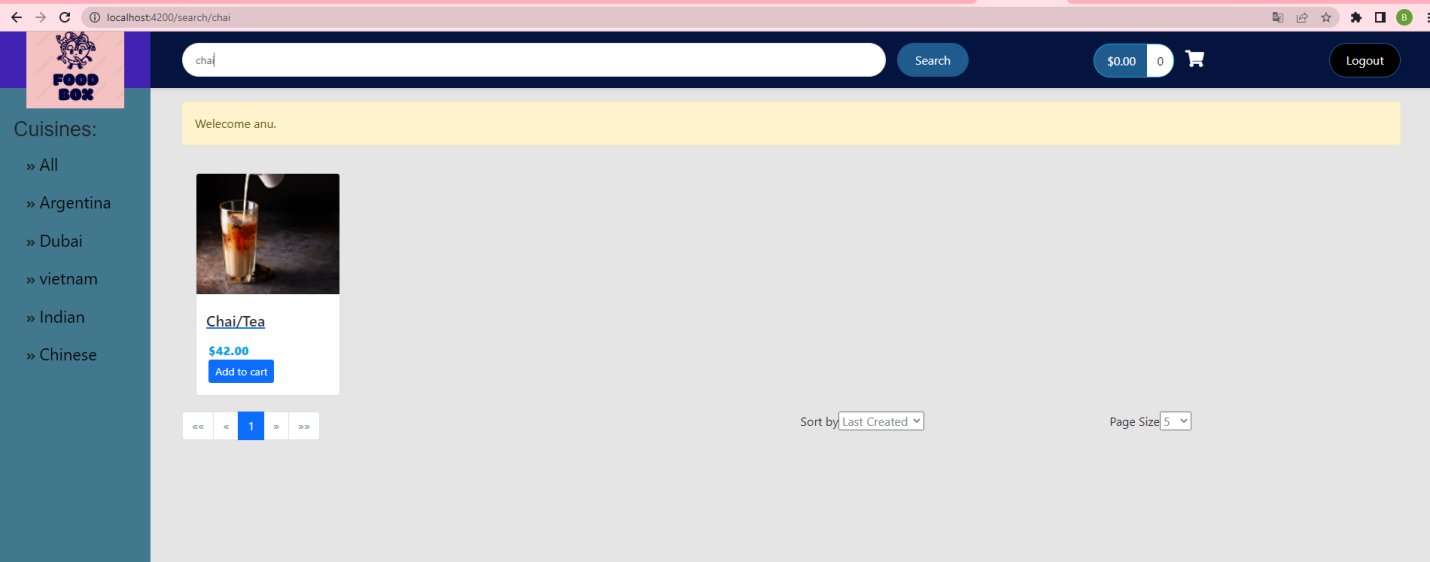 localhost:4200/search/chai
B
FOOD
BOX
chai
Search
$0.00 0
Logout
Cuisines:
» All
» Argentina
» Dubai
» vietnam
» Indian
» Chinese
Welecome anu.
Chai/Tea
$42.00
Add to cart
«« « 1 » »»
Sort by Last Created
Page Size 5